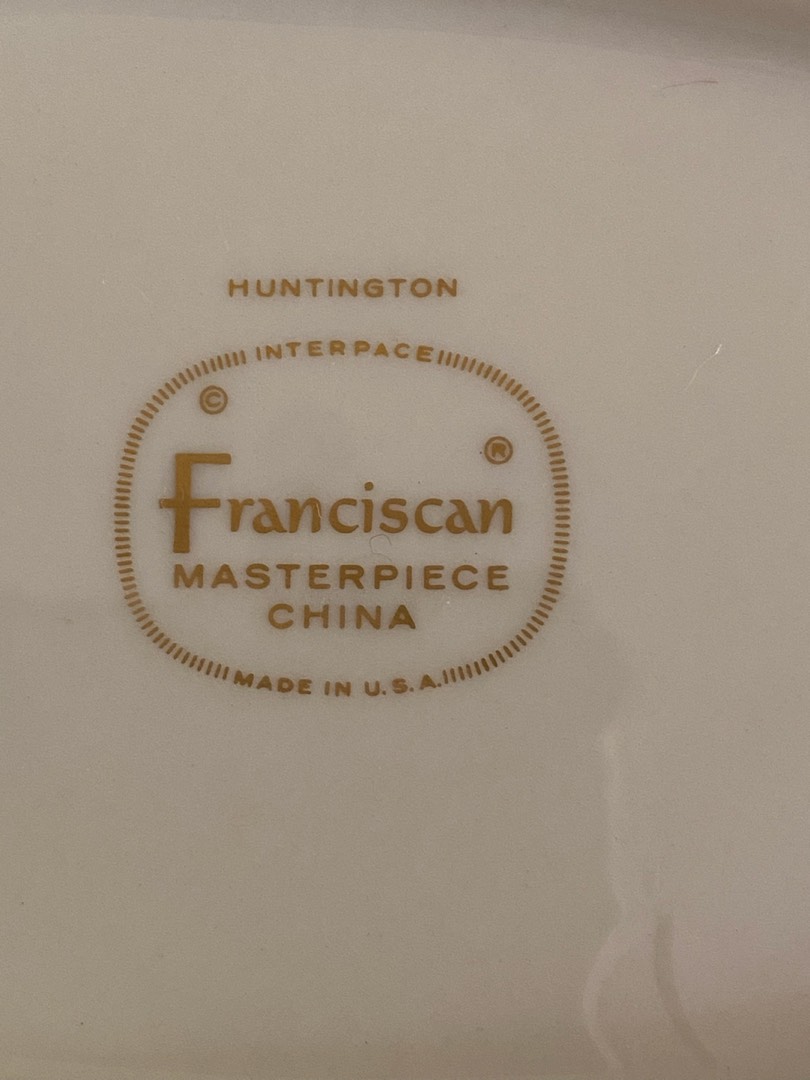 HUNTINGTON
INTERPACE
©
®
Franciscan
MASTERPIECE
CHINA
MADE IN U.S.A.